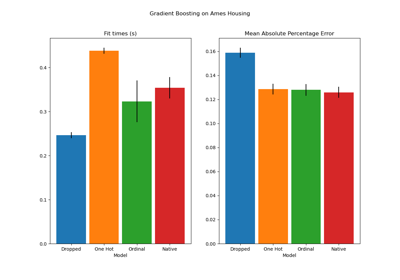 Gradient Boosting on Ames Housing
Fit times (s)
0.4
0.3
0.2
0.1
0.0
Dropped One Hot Ordinal Native
Model
Mean Absolute Percentage Error
0.16
0.14
0.12
0.10
0.08
0.06
0.04
0.02
0.00
Dropped One Hot Ordinal Native
Model